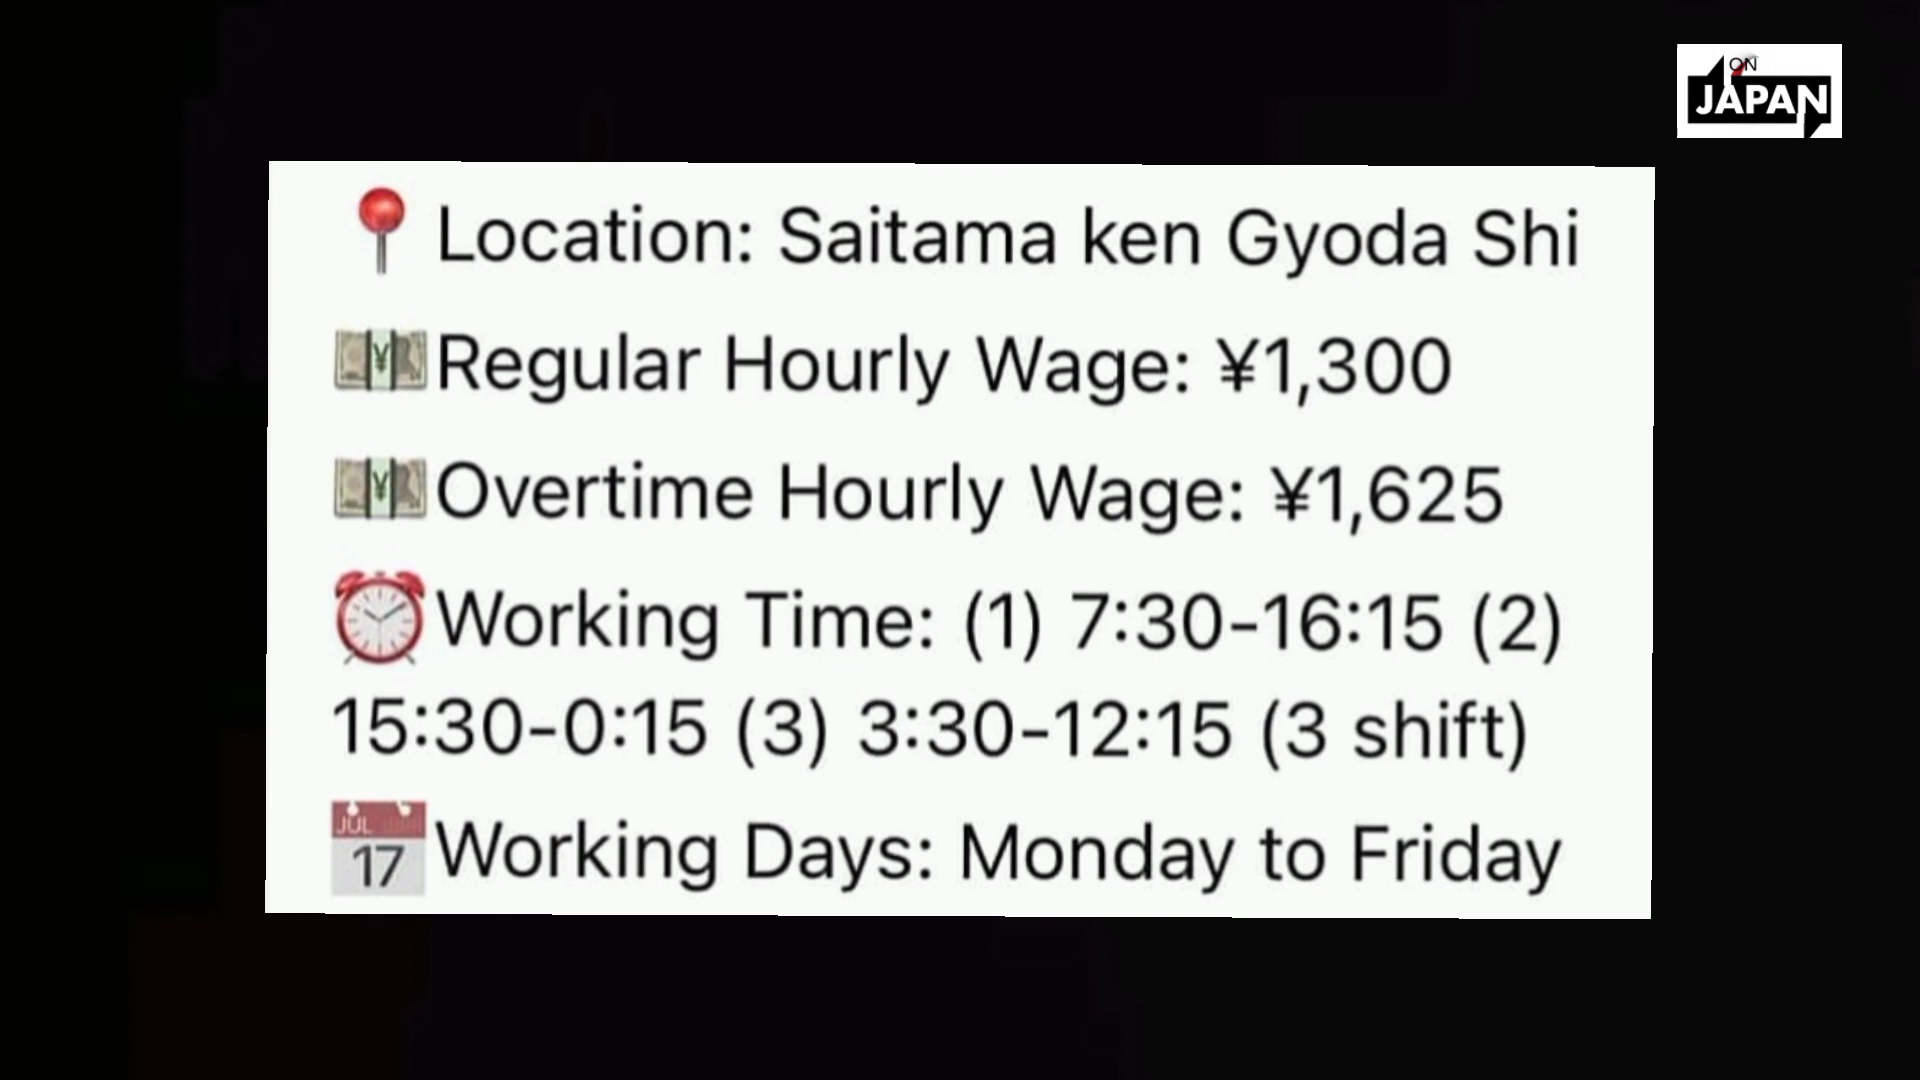 ON
JAPAN
📍 Location: Saitama ken Gyoda Shi
💴Regular Hourly Wage: ¥1,300
💴Overtime Hourly Wage: ¥1,625
⏰Working Time: (1) 7:30-16:15 (2)
15:30-0:15 (3) 3:30-12:15 (3 shift)
📅Working Days: Monday to Friday
JUL
17